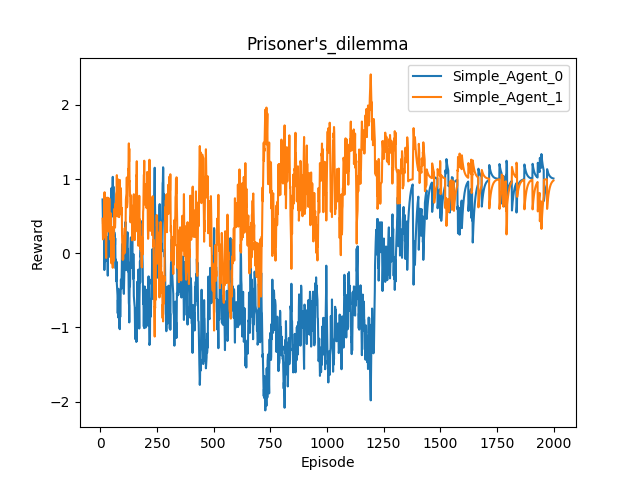 Prisoner's_dilemma
Simple_Agent_0
Simple_Agent_1
Reward
2
1
0
−1
−2
0 250 500 750 1000 1250 1500 1750 2000
Episode